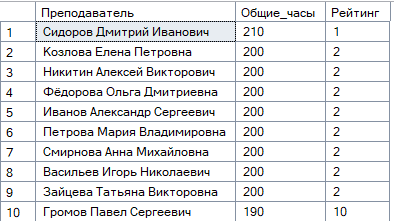 Преподаватель Общие_часы Рейтинг
1 Сидоров Дмитрий Иванович 210 1
2 Козлова Елена Петровна 200 2
3 Никитин Алексей Викторович 200 2
4 Фёдорова Ольга Дмитриевна 200 2
5 Иванов Александр Сергеевич 200 2
6 Петрова Мария Владимировна 200 2
7 Смирнова Анна Михайловна 200 2
8 Васильев Игорь Николаевич 200 2
9 Зайцева Татьяна Викторовна 200 2
10 Громов Павел Сергеевич 190 10